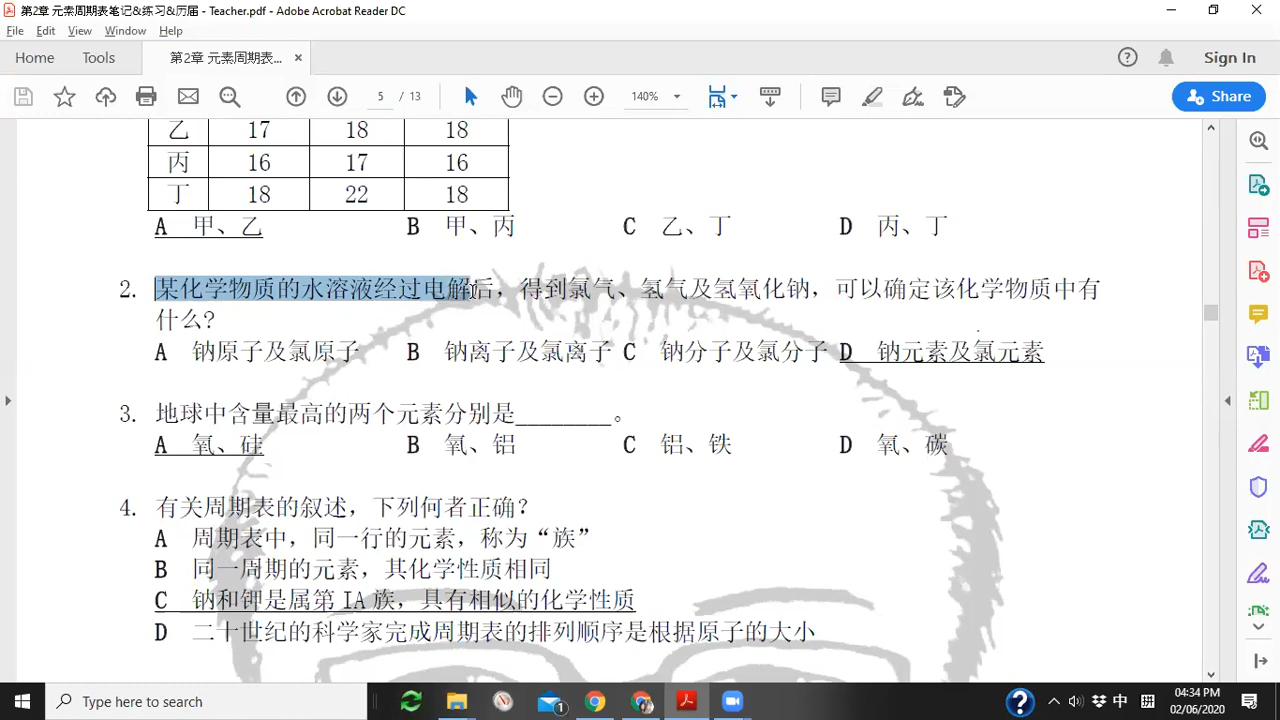 第2章 元素周期表笔记&练习&历届 - Teacher.pdf - Adobe Acrobat Reader DC
File Edit View Window Help
Home Tools 第2章 元素周期表... × Sign In
5 / 13 140% Share
乙 17 18 18
丙 16 17 16
丁 18 22 18
A 甲、乙 B 甲、丙 C 乙、丁 D 丙、丁
2. 某化学物质的水溶液经过电解后，得到氯气、氢气及氢氧化钠，可以确定该化学物质中有
什么?
A 钠原子及氯原子 B 钠离子及氯离子 C 钠分子及氯分子 D 钠元素及氯元素
3. 地球中含量最高的两个元素分别是________。
A 氧、硅 B 氧、铝 C 铝、铁 D 氧、碳
4. 有关周期表的叙述，下列何者正确?
A 周期表中，同一行的元素，称为“族”
B 同一周期的元素，其化学性质相同
C 钠和钾是属第 IA 族，具有相似的化学性质
D 二十世纪的科学家完成周期表的排列顺序是根据原子的大小
Type here to search 1 中 拼 04:34 PM
02/06/2020